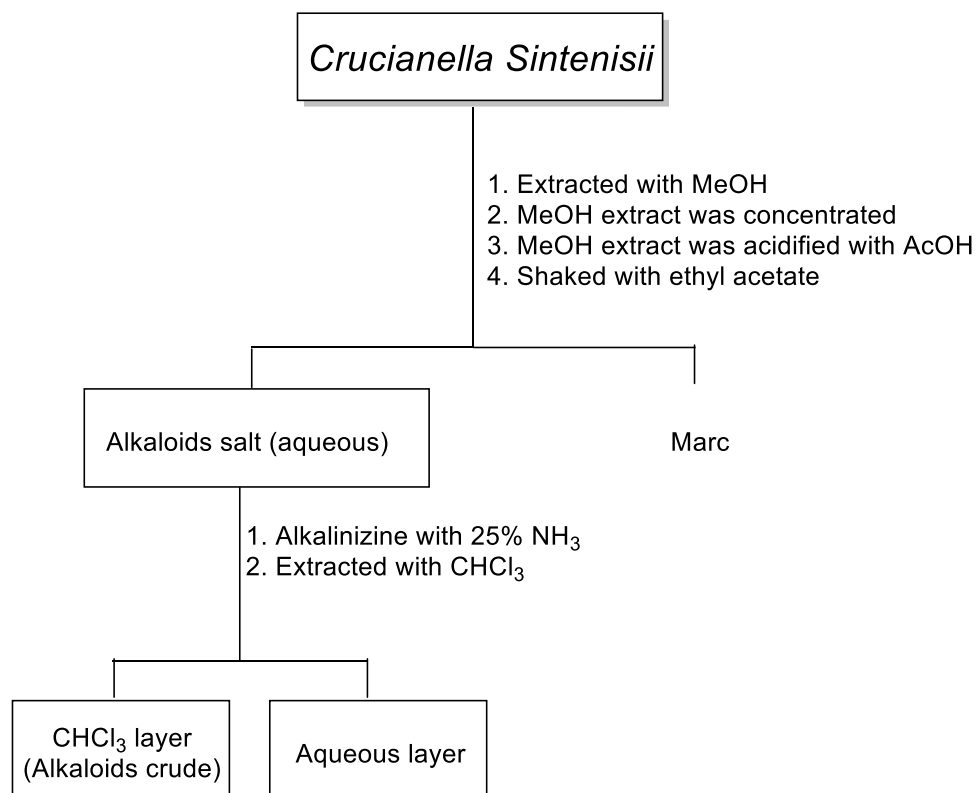 Crucianella Sintenisii
1. Extracted with MeOH
2. MeOH extract was concentrated
3. MeOH extract was acidified with AcOH
4. Shaked with ethyl acetate
Alkaloids salt (aqueous)
Marc
1. Alkalinizine with 25% NH₃
2. Extracted with CHCl₃
CHCl₃ layer
(Alkaloids crude)
Aqueous layer